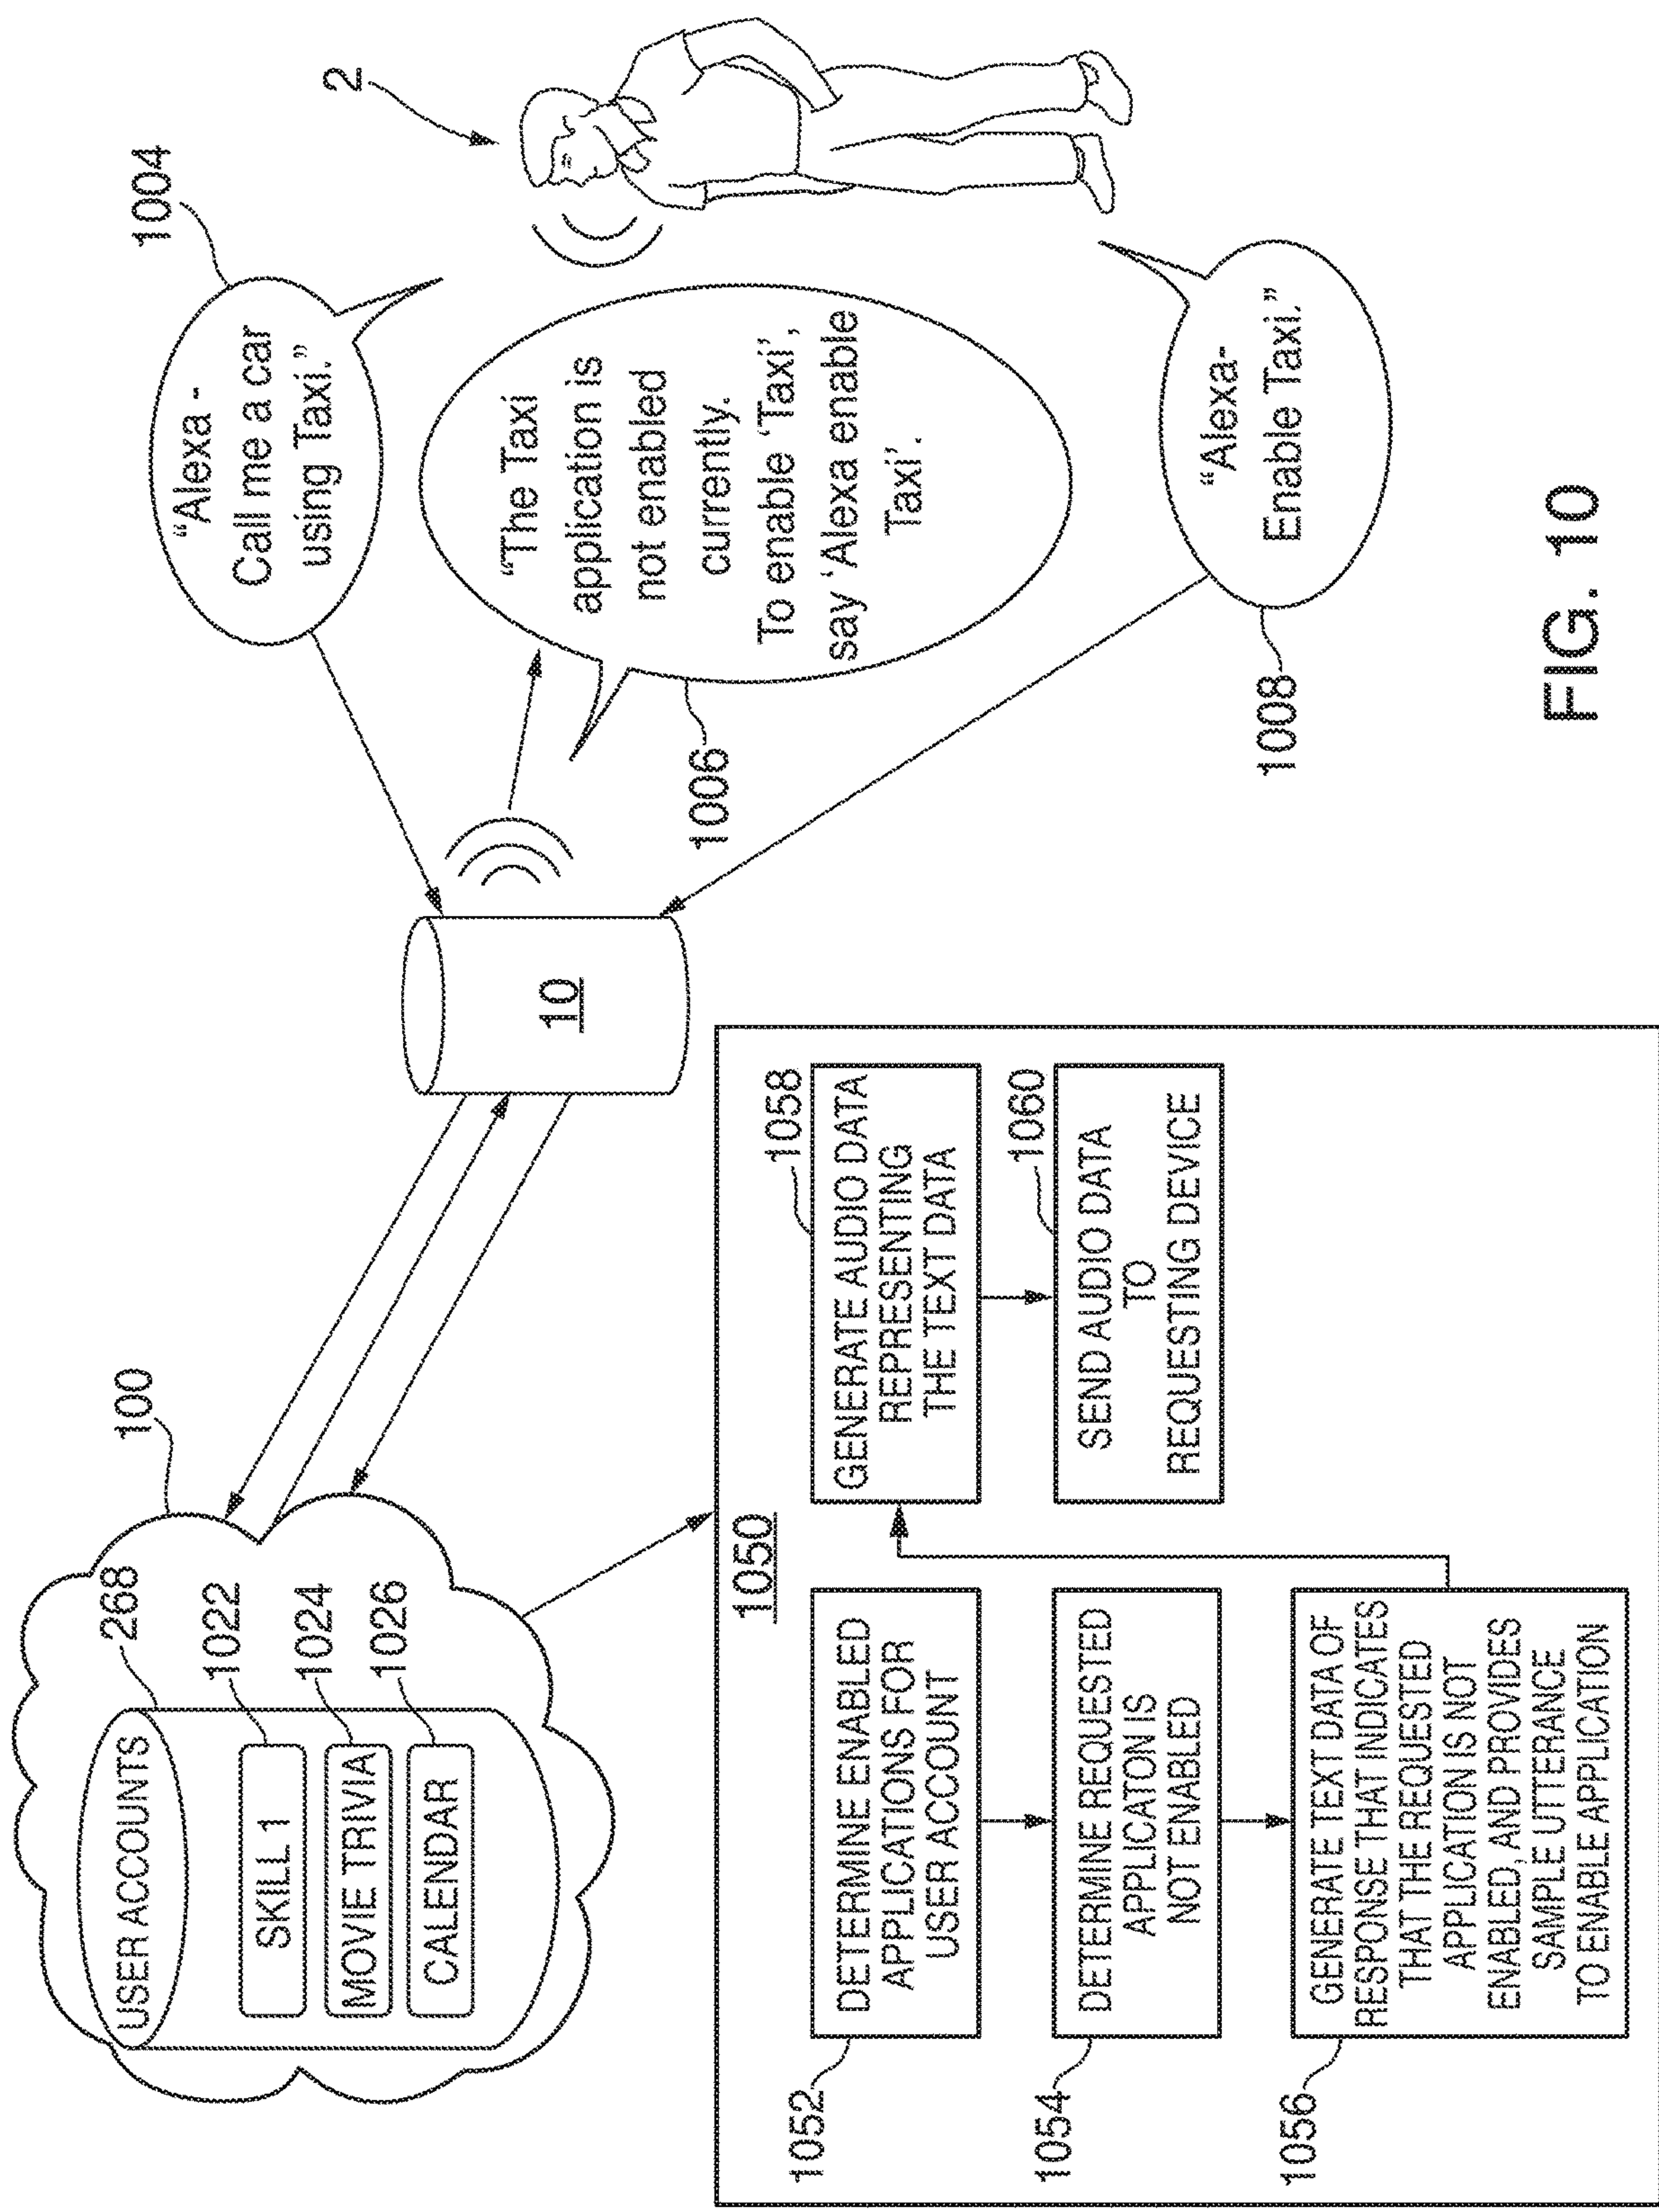 100
USER ACCOUNTS
268
SKILL 1
1022
MOVIE TRIVIA
1024
CALENDAR
1026
10
1004
“Alexa -
Call me a car
using Taxi.”
2
“The Taxi
application is
not enabled
currently.
To enable ‘Taxi’,
say ‘Alexa enable
Taxi’.
1006
“Alexa-
Enable Taxi.”
1008
1050
1052
DETERMINE ENABLED
APPLICATIONS FOR
USER ACCOUNT
1054
DETERMINE REQUESTED
APPLICATON IS
NOT ENABLED
1056
GENERATE TEXT DATA OF
RESPONSE THAT INDICATES
THAT THE REQUESTED
APPLICATION IS NOT
ENABLED, AND PROVIDES
SAMPLE UTTERANCE
TO ENABLE APPLICATION
1058
GENERATE AUDIO DATA
REPRESENTING
THE TEXT DATA
1060
SEND AUDIO DATA
TO
REQUESTING DEVICE
FIG. 10